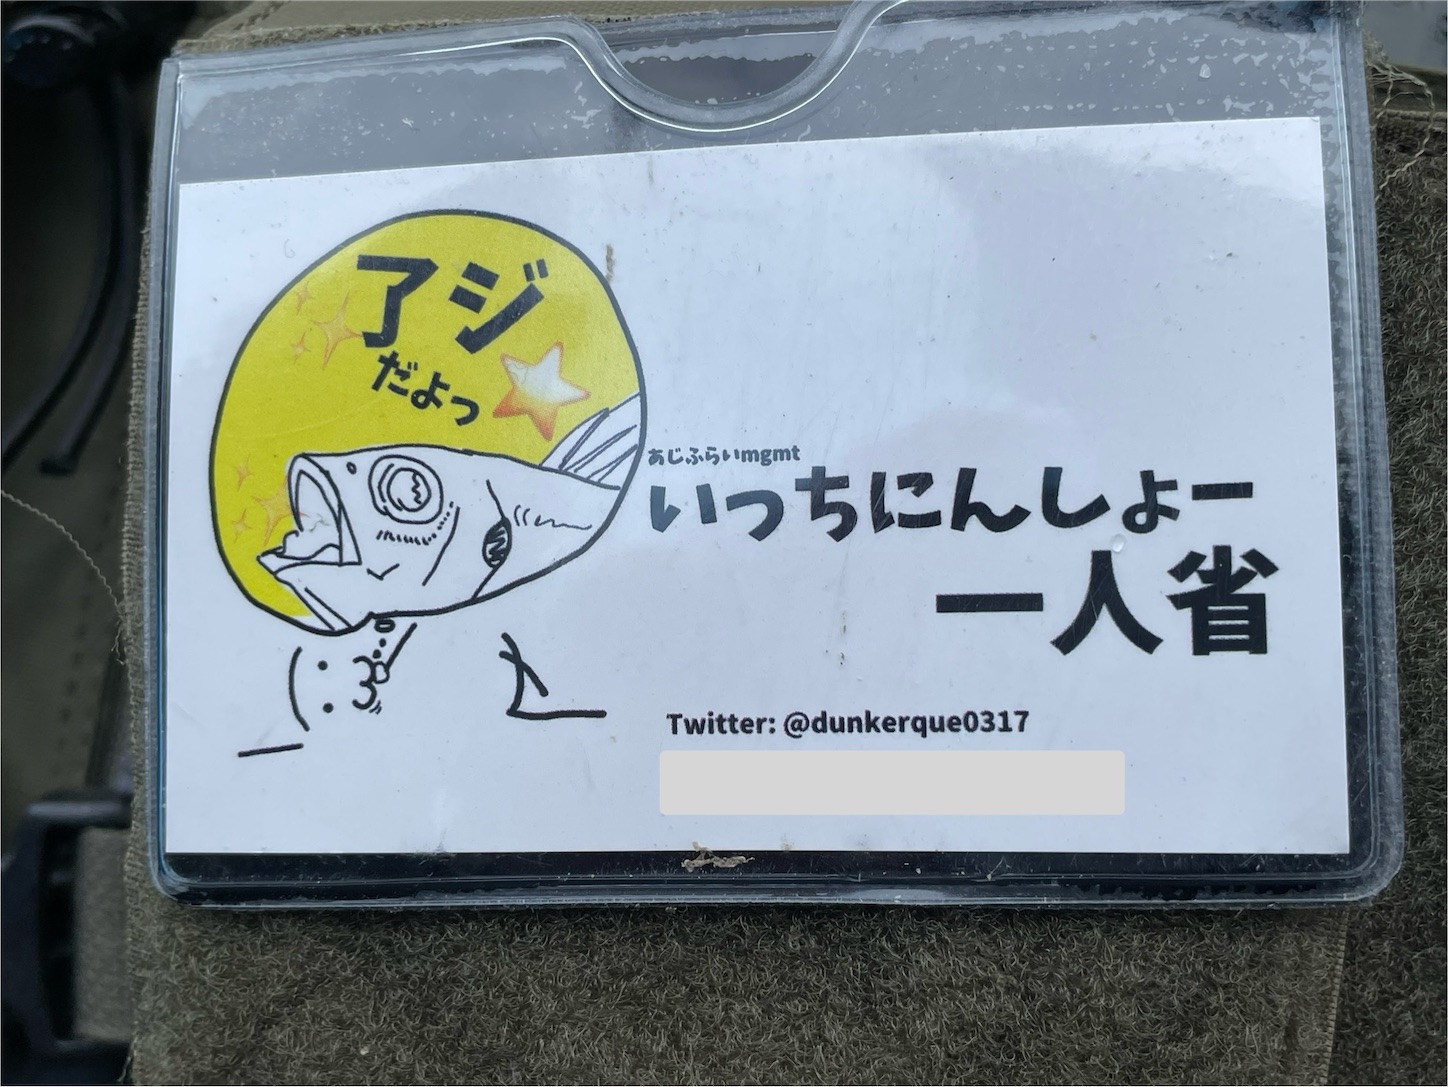 アジ
だよっ
あじふらいmgmt
いっちにんしょー
一人省
Twitter: @dunkerque0317